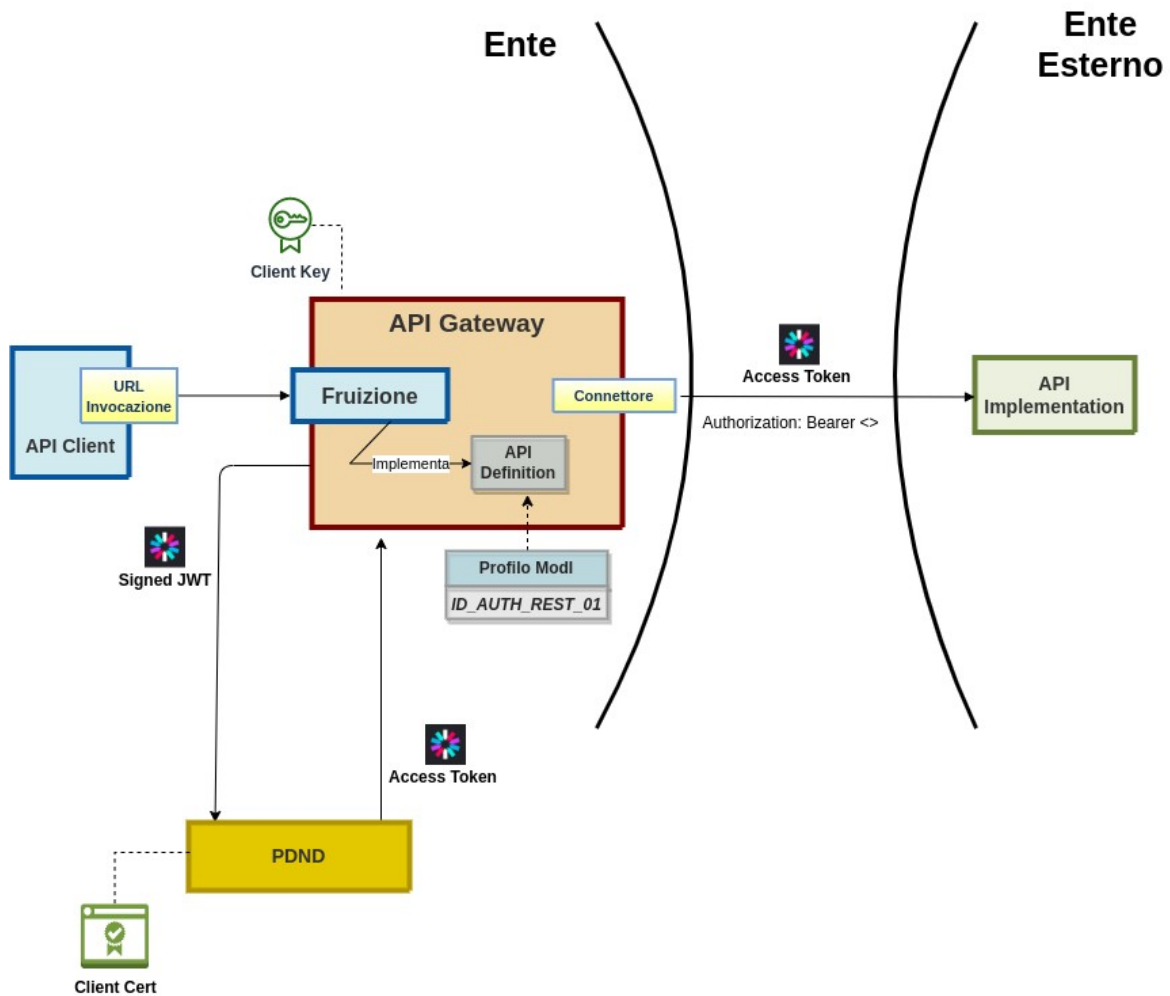 Ente
Ente
Esterno
Client Key
API Gateway
URL
Invocazione
API Client
Fruizione
Connettore
Access Token
Authorization: Bearer <>
API
Implementation
Implementa
API
Definition
Signed JWT
Profilo ModI
ID_AUTH_REST_01
Access Token
PDND
Client Cert